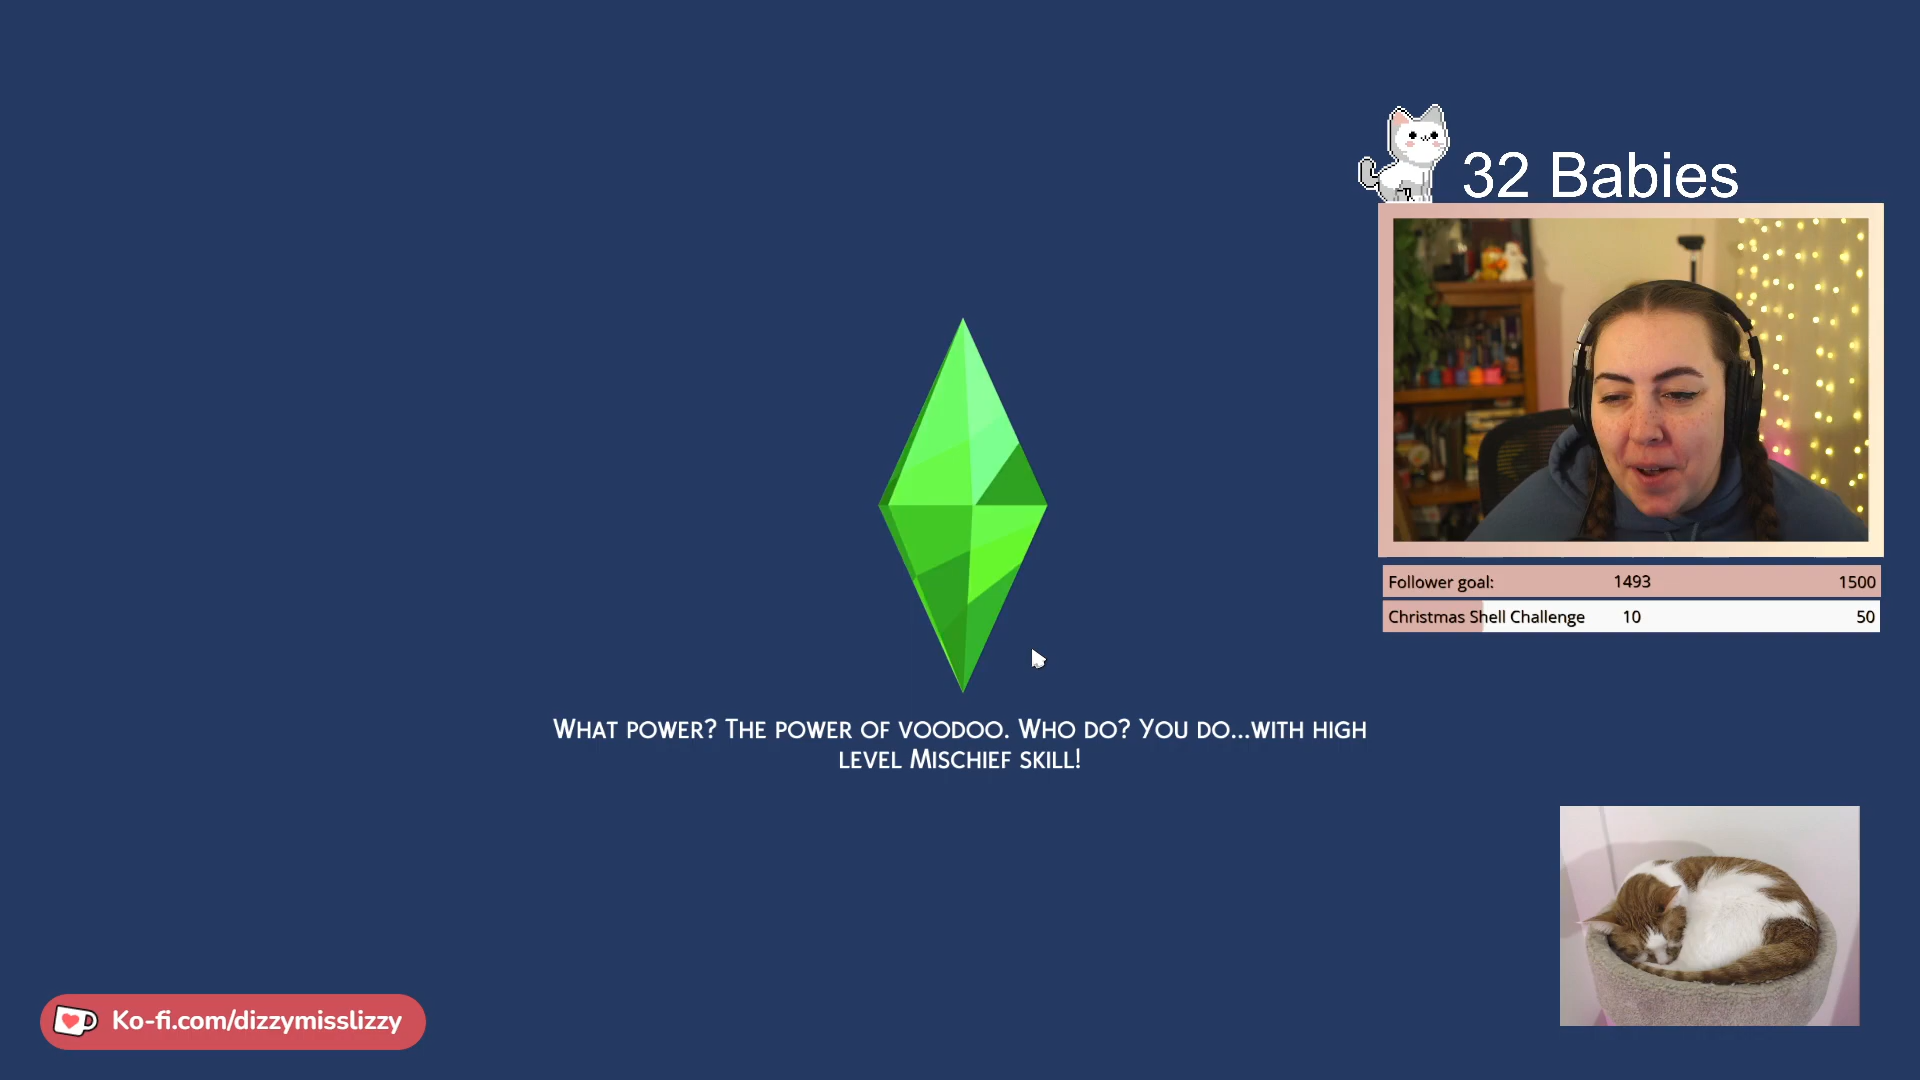 32 Babies
Follower goal: 1493 1500
Christmas Shell Challenge 10 50
What power? The power of voodoo. Who do? You do...with high
level Mischief skill!
Ko-fi.com/dizzymisslizzy